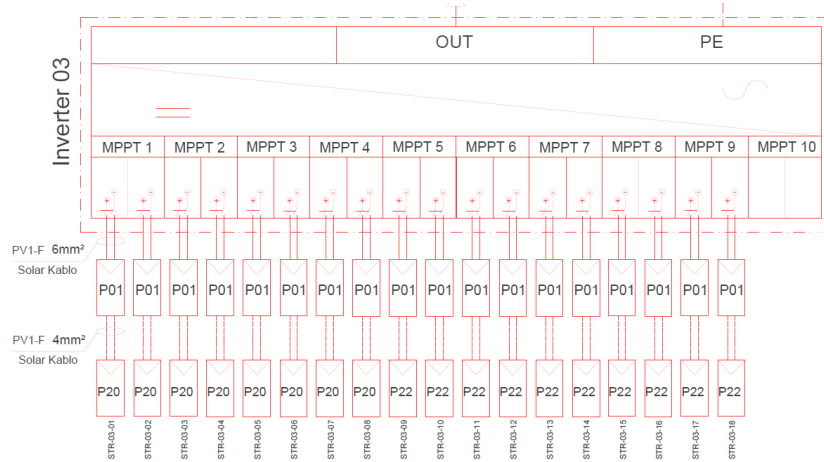 OUT PE
Inverter 03
MPPT 1 MPPT 2 MPPT 3 MPPT 4 MPPT 5 MPPT 6 MPPT 7 MPPT 8 MPPT 9 MPPT 10
PV1-F 6mm²
Solar Kablo
P01 P01 P01 P01 P01 P01 P01 P01 P01 P01 P01 P01 P01 P01 P01 P01 P01 P01
PV1-F 4mm²
Solar Kablo
P20 P20 P20 P20 P20 P20 P20 P20 P22 P22 P22 P22 P22 P22 P22 P22 P22 P22
STR-03-01 STR-03-02 STR-03-03 STR-03-04 STR-03-05 STR-03-06 STR-03-07 STR-03-08 STR-03-09 STR-03-10 STR-03-11 STR-03-12 STR-03-13 STR-03-14 STR-03-15 STR-03-16 STR-03-17 STR-03-18